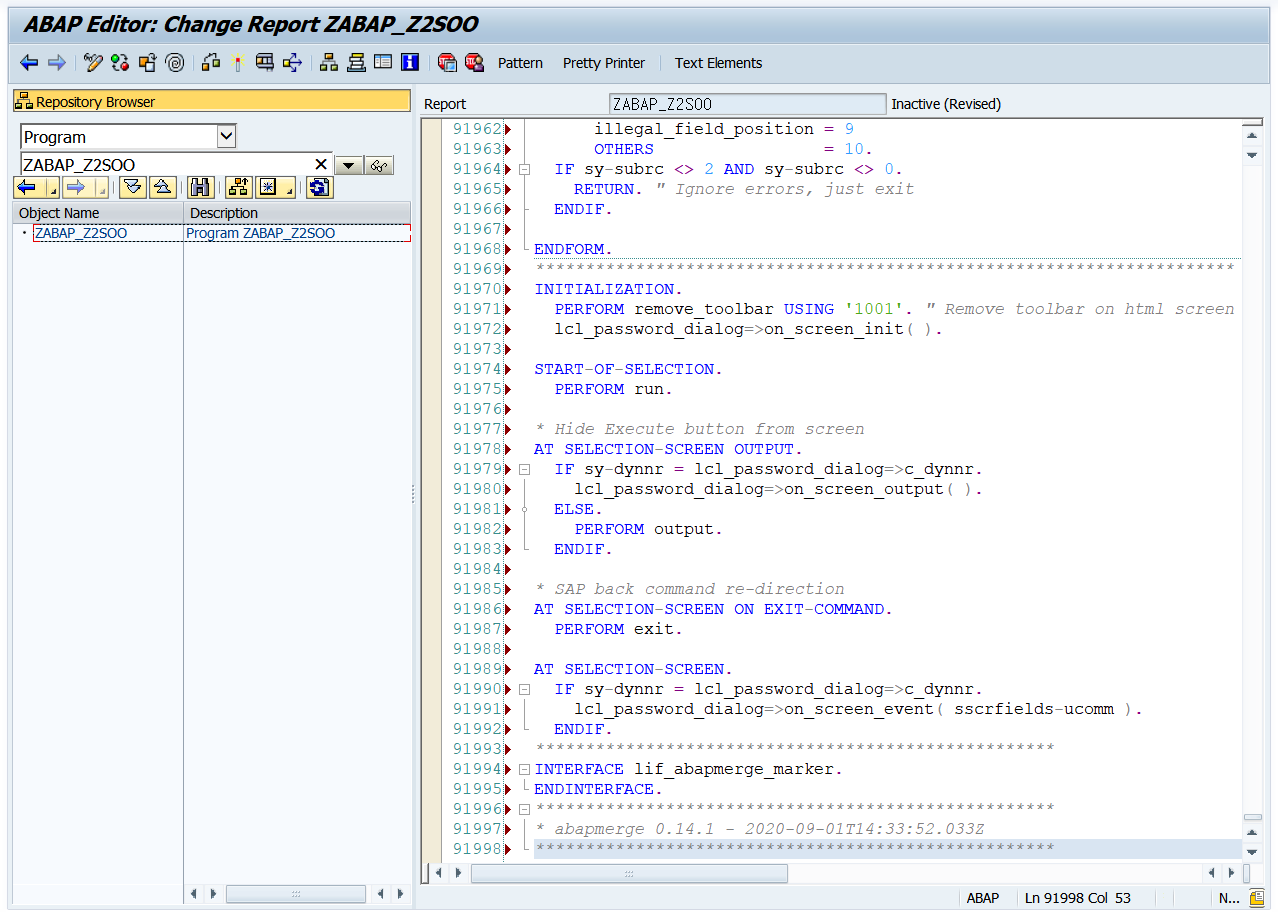 ABAP Editor: Change Report ZABAP_Z2SOO
Pattern Pretty Printer Text Elements
Repository Browser
Program
ZABAP_Z2SOO
Object Name Description
ZABAP_Z2SOO Program ZABAP_Z2SOO
Report ZABAP_Z2SOO Inactive (Revised)
91962 illegal_field_position = 9
91963 OTHERS = 10.
91964 IF sy-subrc <> 2 AND sy-subrc <> 0.
91965 RETURN. " Ignore errors, just exit
91966 ENDIF.
91967
91968 ENDFORM.
91969 **********************************************************************
91970 INITIALIZATION.
91971 PERFORM remove_toolbar USING '1001'. " Remove toolbar on html screen
91972 lcl_password_dialog=>on_screen_init( ).
91973
91974 START-OF-SELECTION.
91975 PERFORM run.
91976
91977 * Hide Execute button from screen
91978 AT SELECTION-SCREEN OUTPUT.
91979 IF sy-dynnr = lcl_password_dialog=>c_dynnr.
91980 lcl_password_dialog=>on_screen_output( ).
91981 ELSE.
91982 PERFORM output.
91983 ENDIF.
91984
91985 * SAP back command re-direction
91986 AT SELECTION-SCREEN ON EXIT-COMMAND.
91987 PERFORM exit.
91988
91989 AT SELECTION-SCREEN.
91990 IF sy-dynnr = lcl_password_dialog=>c_dynnr.
91991 lcl_password_dialog=>on_screen_event( sscrfields-ucomm ).
91992 ENDIF.
91993 ****************************************************
91994 INTERFACE lif_abapmerge_marker.
91995 ENDINTERFACE.
91996 ****************************************************
91997 * abapmerge 0.14.1 - 2020-09-01T14:33:52.033Z
91998 ****************************************************
ABAP Ln 91998 Col 53 N...